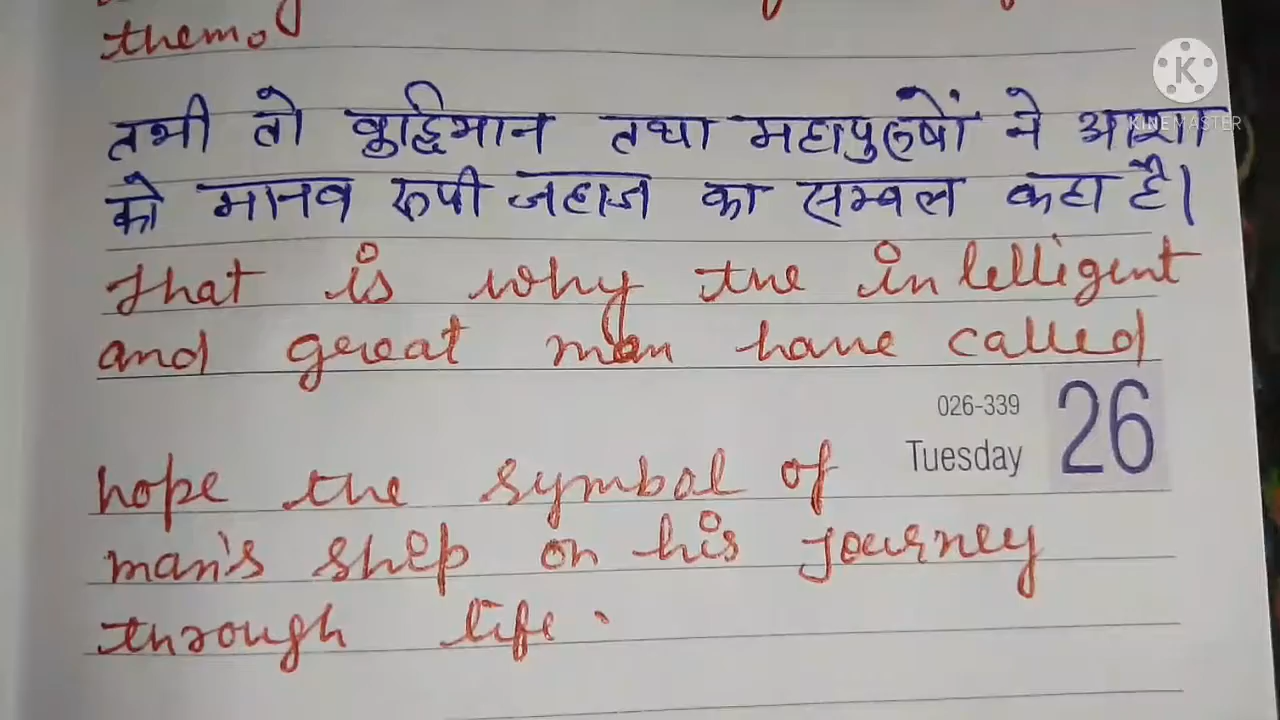 them.
K
KINEMASTER
तभी तो बुद्धिमान तथा महापुरुषों ने आशा
को मानव रूपी जहाज का सम्बल कहा है।
That is why the intelligent
and great men have called
026-339
Tuesday 26
hope the symbol of
man's ship on his journey
through life.